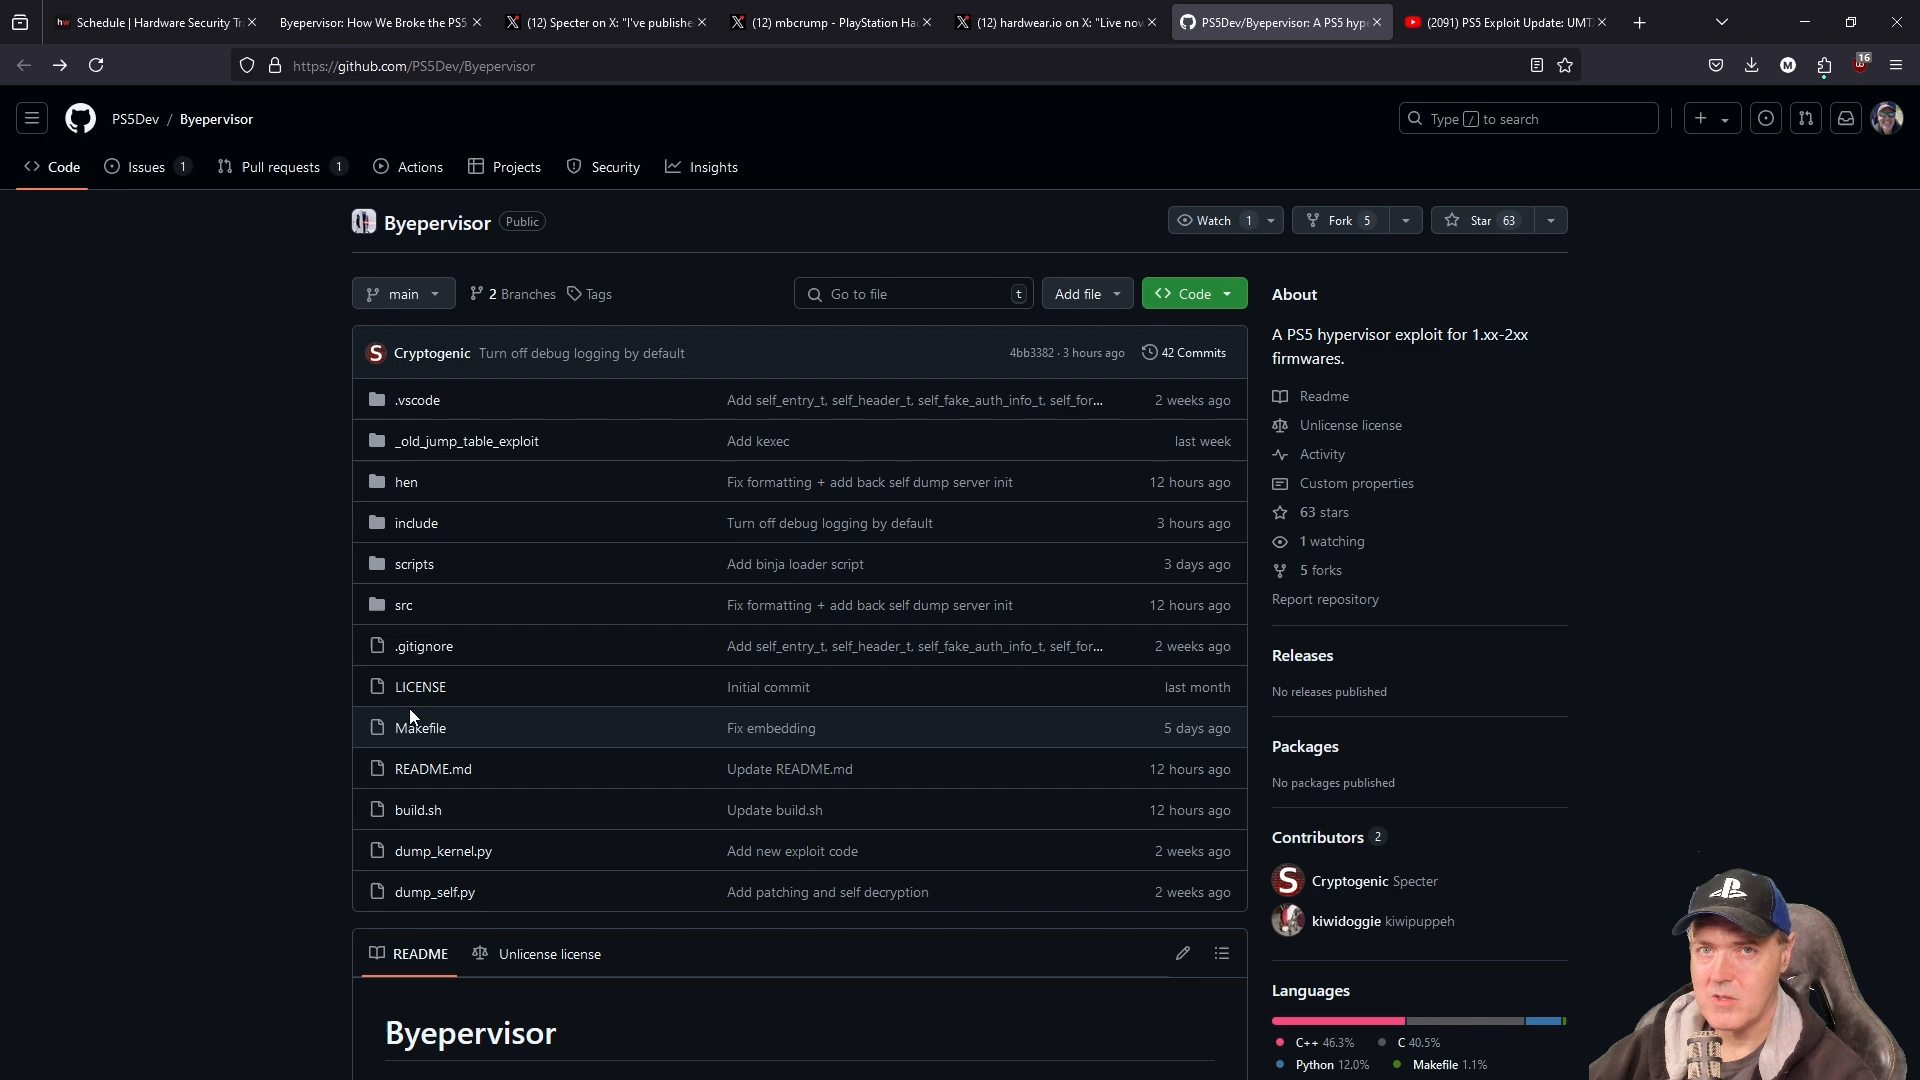 Schedule | Hardware Security Tr
Byepervisor: How We Broke the PS5
(12) Specter on X: "I've publishe
(12) mbcrump - PlayStation Ha
(12) hardwear.io on X: "Live nov
PS5Dev/Byepervisor: A PS5 hype
(2091) PS5 Exploit Update: UMT
https://github.com/PS5Dev/Byepervisor
M
16
PS5Dev / Byepervisor
Type / to search
Code
Issues 1
Pull requests 1
Actions
Projects
Security
Insights
Byepervisor Public
Watch 1
Fork 5
Star 63
main
2 Branches
Tags
Go to file t
Add file
Code
About
A PS5 hypervisor exploit for 1.xx-2xx
firmwares.
Cryptogenic Turn off debug logging by default 4bb3382 · 3 hours ago 42 Commits
.vscode Add self_entry_t, self_header_t, self_fake_auth_info_t, self_for... 2 weeks ago
_old_jump_table_exploit Add kexec last week
hen Fix formatting + add back self dump server init 12 hours ago
include Turn off debug logging by default 3 hours ago
scripts Add binja loader script 3 days ago
src Fix formatting + add back self dump server init 12 hours ago
.gitignore Add self_entry_t, self_header_t, self_fake_auth_info_t, self_for... 2 weeks ago
LICENSE Initial commit last month
Makefile Fix embedding 5 days ago
README.md Update README.md 12 hours ago
build.sh Update build.sh 12 hours ago
dump_kernel.py Add new exploit code 2 weeks ago
dump_self.py Add patching and self decryption 2 weeks ago
Readme
Unlicense license
Activity
Custom properties
63 stars
1 watching
5 forks
Report repository
Releases
No releases published
Packages
No packages published
Contributors 2
Cryptogenic Specter
kiwidoggie kiwipuppeh
Languages
C++ 46.3%
C 40.5%
Python 12.0%
Makefile 1.1%
README
Unlicense license
Byepervisor